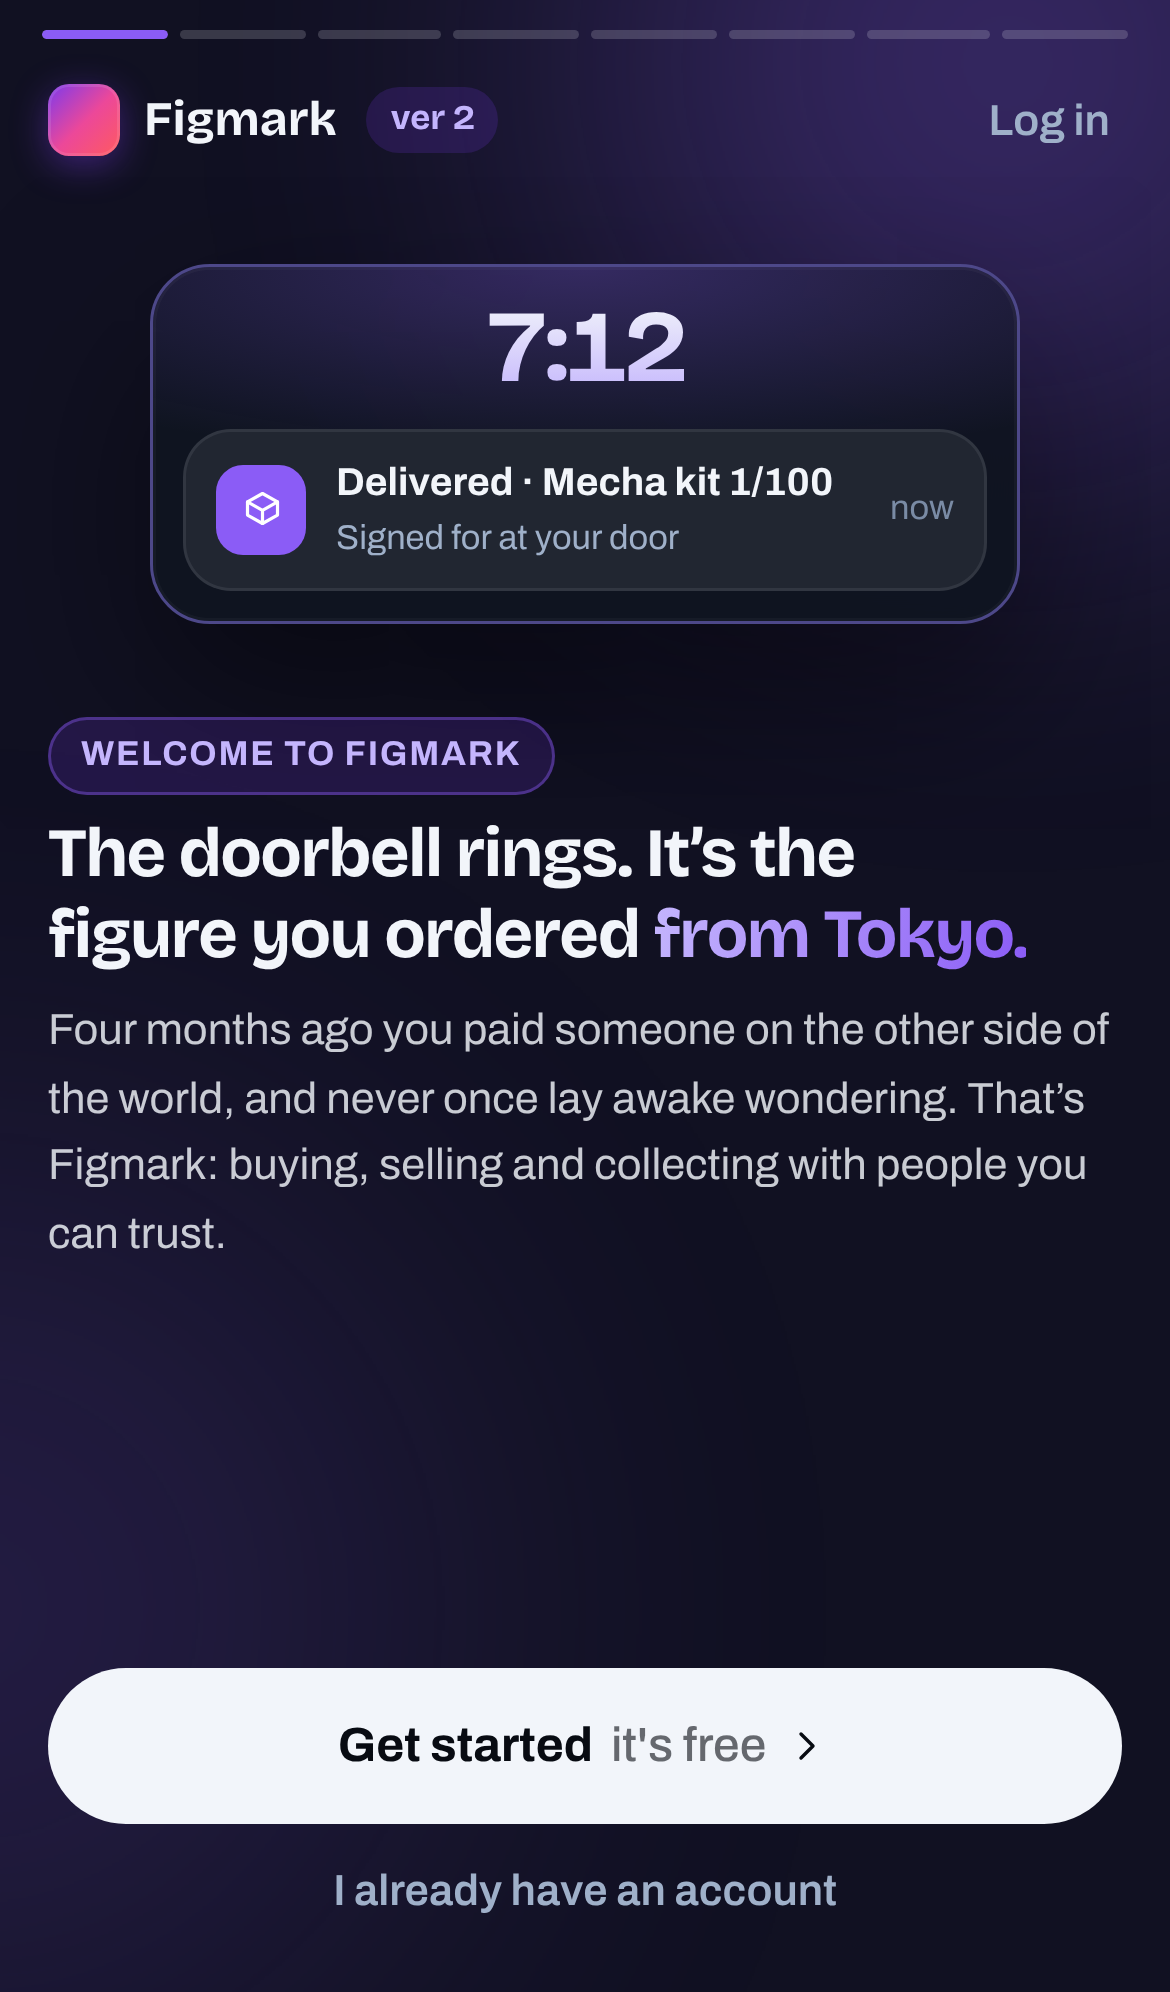 Figmark ver 2 Log in
7:12
Delivered · Mecha kit 1/100
Signed for at your door
now
WELCOME TO FIGMARK
The doorbell rings. It’s the
figure you ordered from Tokyo.
Four months ago you paid someone on the other side of
the world, and never once lay awake wondering. That’s
Figmark: buying, selling and collecting with people you
can trust.
Get started it's free
I already have an account